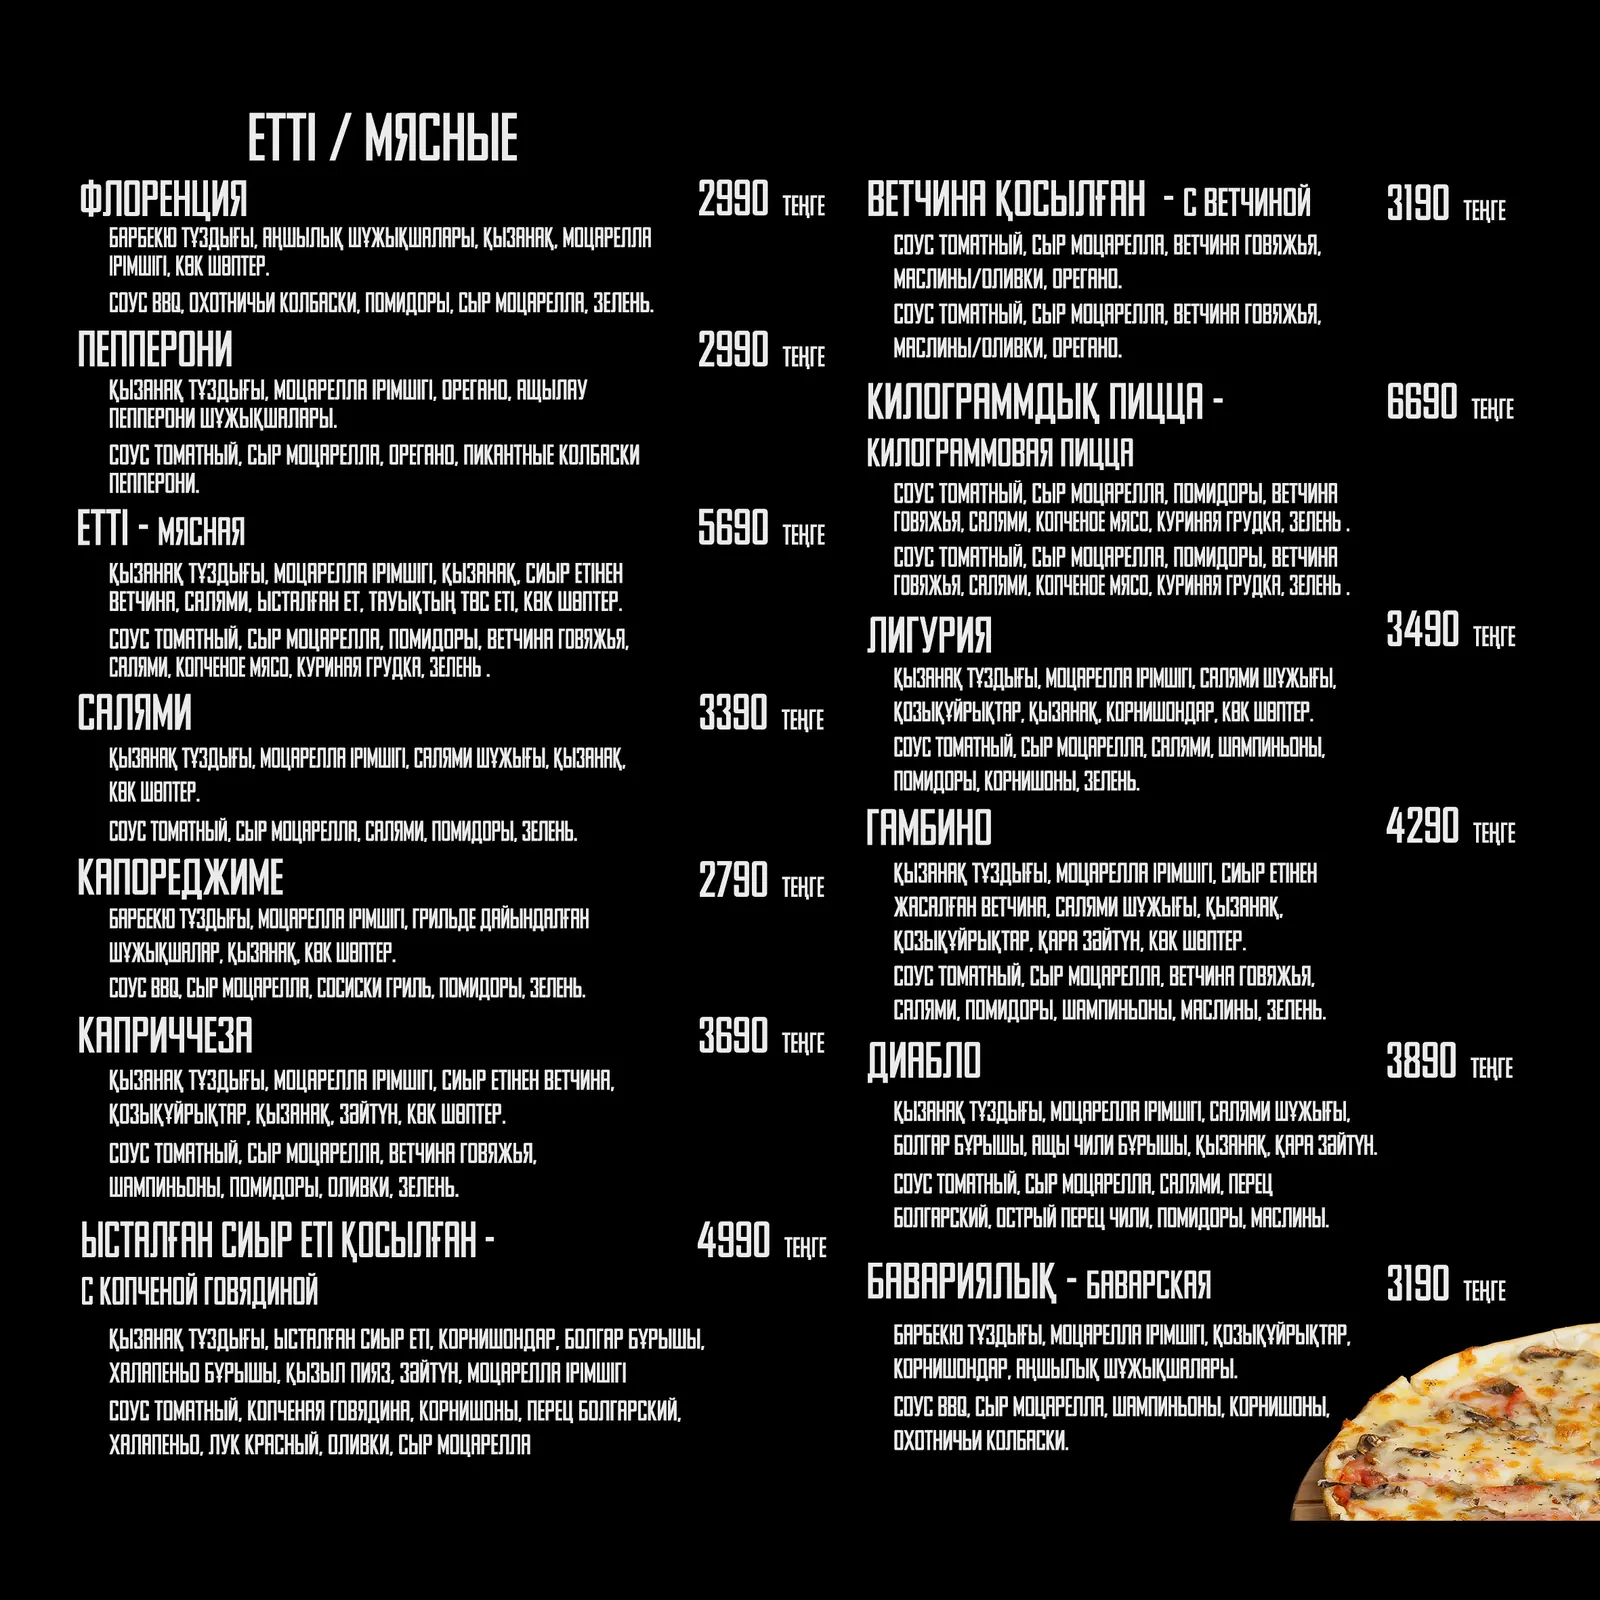 ЕТТІ / МЯСНЫЕ
ФЛОРЕНЦИЯ 2990 ТЕҢГЕ
БАРБЕКЮ ТҰЗДЫҒЫ, АҢШЫЛЫҚ ШҰЖЫҚШАЛАРЫ, ҚЫЗАНАҚ, МОЦАРЕЛЛА
ІРІМШІГІ, КӨК ШӨПТЕР.
СОУС BBQ, ОХОТНИЧЬИ КОЛБАСКИ, ПОМИДОРЫ, СЫР МОЦАРЕЛЛА, ЗЕЛЕНЬ.
ПЕППЕРОНИ 2990 ТЕҢГЕ
ҚЫЗАНАҚ ТҰЗДЫҒЫ, МОЦАРЕЛЛА ІРІМШІГІ, ОРЕГАНО, АЩЫЛАУ
ПЕППЕРОНИ ШҰЖЫҚШАЛАРЫ.
СОУС ТОМАТНЫЙ, СЫР МОЦАРЕЛЛА, ОРЕГАНО, ПИКАНТНЫЕ КОЛБАСКИ
ПЕППЕРОНИ.
ЕТТІ - МЯСНАЯ 5690 ТЕҢГЕ
ҚЫЗАНАҚ ТҰЗДЫҒЫ, МОЦАРЕЛЛА ІРІМШІГІ, ҚЫЗАНАҚ, СИЫР ЕТІНЕН
ВЕТЧИНА, САЛЯМИ, ЫСТАЛҒАН ЕТ, ТАУЫҚТЫҢ ТӨС ЕТІ, КӨК ШӨПТЕР.
СОУС ТОМАТНЫЙ, СЫР МОЦАРЕЛЛА, ПОМИДОРЫ, ВЕТЧИНА ГОВЯЖЬЯ,
САЛЯМИ, КОПЧЕНОЕ МЯСО, КУРИНАЯ ГРУДКА, ЗЕЛЕНЬ .
САЛЯМИ 3390 ТЕҢГЕ
ҚЫЗАНАҚ ТҰЗДЫҒЫ, МОЦАРЕЛЛА ІРІМШІГІ, САЛЯМИ ШҰЖЫҒЫ, ҚЫЗАНАҚ,
КӨК ШӨПТЕР.
СОУС ТОМАТНЫЙ, СЫР МОЦАРЕЛЛА, САЛЯМИ, ПОМИДОРЫ, ЗЕЛЕНЬ.
КАПОРЕДЖИМЕ 2790 ТЕҢГЕ
БАРБЕКЮ ТҰЗДЫҒЫ, МОЦАРЕЛЛА ІРІМШІГІ, ГРИЛЬДЕ ДАЙЫНДАЛҒАН
ШҰЖЫҚШАЛАР, ҚЫЗАНАҚ, КӨК ШӨПТЕР.
СОУС BBQ, СЫР МОЦАРЕЛЛА, СОСИСКИ ГРИЛЬ, ПОМИДОРЫ, ЗЕЛЕНЬ.
КАПРИЧЧЕЗА 3690 ТЕҢГЕ
ҚЫЗАНАҚ ТҰЗДЫҒЫ, МОЦАРЕЛЛА ІРІМШІГІ, СИЫР ЕТІНЕН ВЕТЧИНА,
ҚОЗЫҚҰЙРЫҚТАР, ҚЫЗАНАҚ, ЗӘЙТҮН, КӨК ШӨПТЕР.
СОУС ТОМАТНЫЙ, СЫР МОЦАРЕЛЛА, ВЕТЧИНА ГОВЯЖЬЯ,
ШАМПИНЬОНЫ, ПОМИДОРЫ, ОЛИВКИ, ЗЕЛЕНЬ.
ЫСТАЛҒАН СИЫР ЕТІ ҚОСЫЛҒАН - 4990 ТЕҢГЕ
С КОПЧЕНОЙ ГОВЯДИНОЙ
ҚЫЗАНАҚ ТҰЗДЫҒЫ, ЫСТАЛҒАН СИЫР ЕТІ, КОРНИШОНДАР, БОЛГАР БҰРЫШЫ,
ХАЛАПЕНЬО БҰРЫШЫ, ҚЫЗЫЛ ПИЯЗ, ЗӘЙТҮН, МОЦАРЕЛЛА ІРІМШІГІ
СОУС ТОМАТНЫЙ, КОПЧЕНАЯ ГОВЯДИНА, КОРНИШОНЫ, ПЕРЕЦ БОЛГАРСКИЙ,
ХАЛАПЕНЬО, ЛУК КРАСНЫЙ, ОЛИВКИ, СЫР МОЦАРЕЛЛА
ВЕТЧИНА ҚОСЫЛҒАН - С ВЕТЧИНОЙ 3190 ТЕҢГЕ
СОУС ТОМАТНЫЙ, СЫР МОЦАРЕЛЛА, ВЕТЧИНА ГОВЯЖЬЯ,
МАСЛИНЫ/ОЛИВКИ, ОРЕГАНО.
СОУС ТОМАТНЫЙ, СЫР МОЦАРЕЛЛА, ВЕТЧИНА ГОВЯЖЬЯ,
МАСЛИНЫ/ОЛИВКИ, ОРЕГАНО.
КИЛОГРАММДЫҚ ПИЦЦА - 6690 ТЕҢГЕ
КИЛОГРАММОВАЯ ПИЦЦА
СОУС ТОМАТНЫЙ, СЫР МОЦАРЕЛЛА, ПОМИДОРЫ, ВЕТЧИНА
ГОВЯЖЬЯ, САЛЯМИ, КОПЧЕНОЕ МЯСО, КУРИНАЯ ГРУДКА, ЗЕЛЕНЬ .
СОУС ТОМАТНЫЙ, СЫР МОЦАРЕЛЛА, ПОМИДОРЫ, ВЕТЧИНА
ГОВЯЖЬЯ, САЛЯМИ, КОПЧЕНОЕ МЯСО, КУРИНАЯ ГРУДКА, ЗЕЛЕНЬ .
ЛИГУРИЯ 3490 ТЕҢГЕ
ҚЫЗАНАҚ ТҰЗДЫҒЫ, МОЦАРЕЛЛА ІРІМШІГІ, САЛЯМИ ШҰЖЫҒЫ,
ҚОЗЫҚҰЙРЫҚТАР, ҚЫЗАНАҚ, КОРНИШОНДАР, КӨК ШӨПТЕР.
СОУС ТОМАТНЫЙ, СЫР МОЦАРЕЛЛА, САЛЯМИ, ШАМПИНЬОНЫ,
ПОМИДОРЫ, КОРНИШОНЫ, ЗЕЛЕНЬ.
ГАМБИНО 4290 ТЕҢГЕ
ҚЫЗАНАҚ ТҰЗДЫҒЫ, МОЦАРЕЛЛА ІРІМШІГІ, СИЫР ЕТІНЕН
ЖАСАЛҒАН ВЕТЧИНА, САЛЯМИ ШҰЖЫҒЫ, ҚЫЗАНАҚ,
ҚОЗЫҚҰЙРЫҚТАР, ҚАРА ЗӘЙТҮН, КӨК ШӨПТЕР.
СОУС ТОМАТНЫЙ, СЫР МОЦАРЕЛЛА, ВЕТЧИНА ГОВЯЖЬЯ,
САЛЯМИ, ПОМИДОРЫ, ШАМПИНЬОНЫ, МАСЛИНЫ, ЗЕЛЕНЬ.
ДИАБЛО 3890 ТЕҢГЕ
ҚЫЗАНАҚ ТҰЗДЫҒЫ, МОЦАРЕЛЛА ІРІМШІГІ, САЛЯМИ ШҰЖЫҒЫ,
БОЛГАР БҰРЫШЫ, АЩЫ ЧИЛИ БҰРЫШЫ, ҚЫЗАНАҚ, ҚАРА ЗӘЙТҮН.
СОУС ТОМАТНЫЙ, СЫР МОЦАРЕЛЛА, САЛЯМИ, ПЕРЕЦ
БОЛГАРСКИЙ, ОСТРЫЙ ПЕРЕЦ ЧИЛИ, ПОМИДОРЫ, МАСЛИНЫ.
БАВАРИЯЛЫҚ - БАВАРСКАЯ 3190 ТЕҢГЕ
БАРБЕКЮ ТҰЗДЫҒЫ, МОЦАРЕЛЛА ІРІМШІГІ, ҚОЗЫҚҰЙРЫҚТАР,
КОРНИШОНДАР, АҢШЫЛЫҚ ШҰЖЫҚШАЛАРЫ.
СОУС BBQ, СЫР МОЦАРЕЛЛА, ШАМПИНЬОНЫ, КОРНИШОНЫ,
ОХОТНИЧЬИ КОЛБАСКИ.